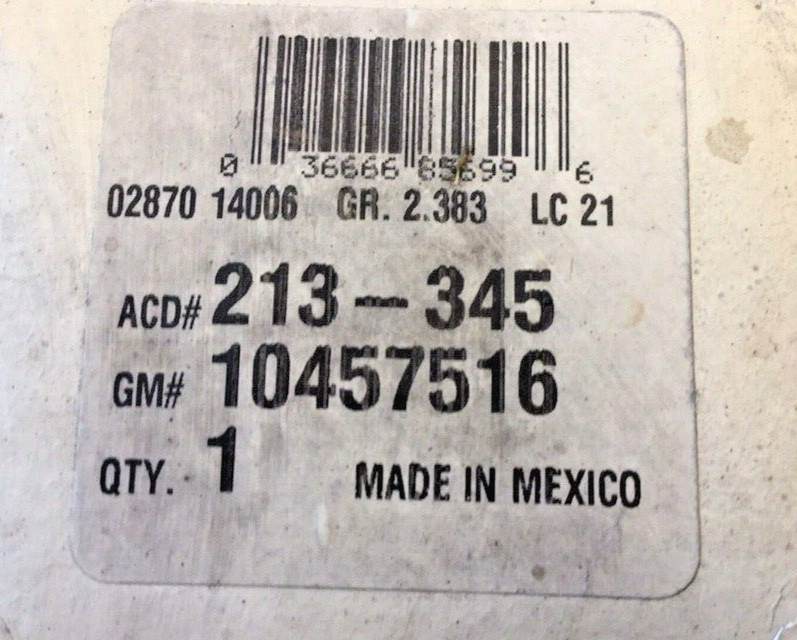 0 36666 85699 6
02870 14006 GR. 2.383 LC 21
ACD# 213-345
GM# 10457516
QTY. 1 MADE IN MEXICO